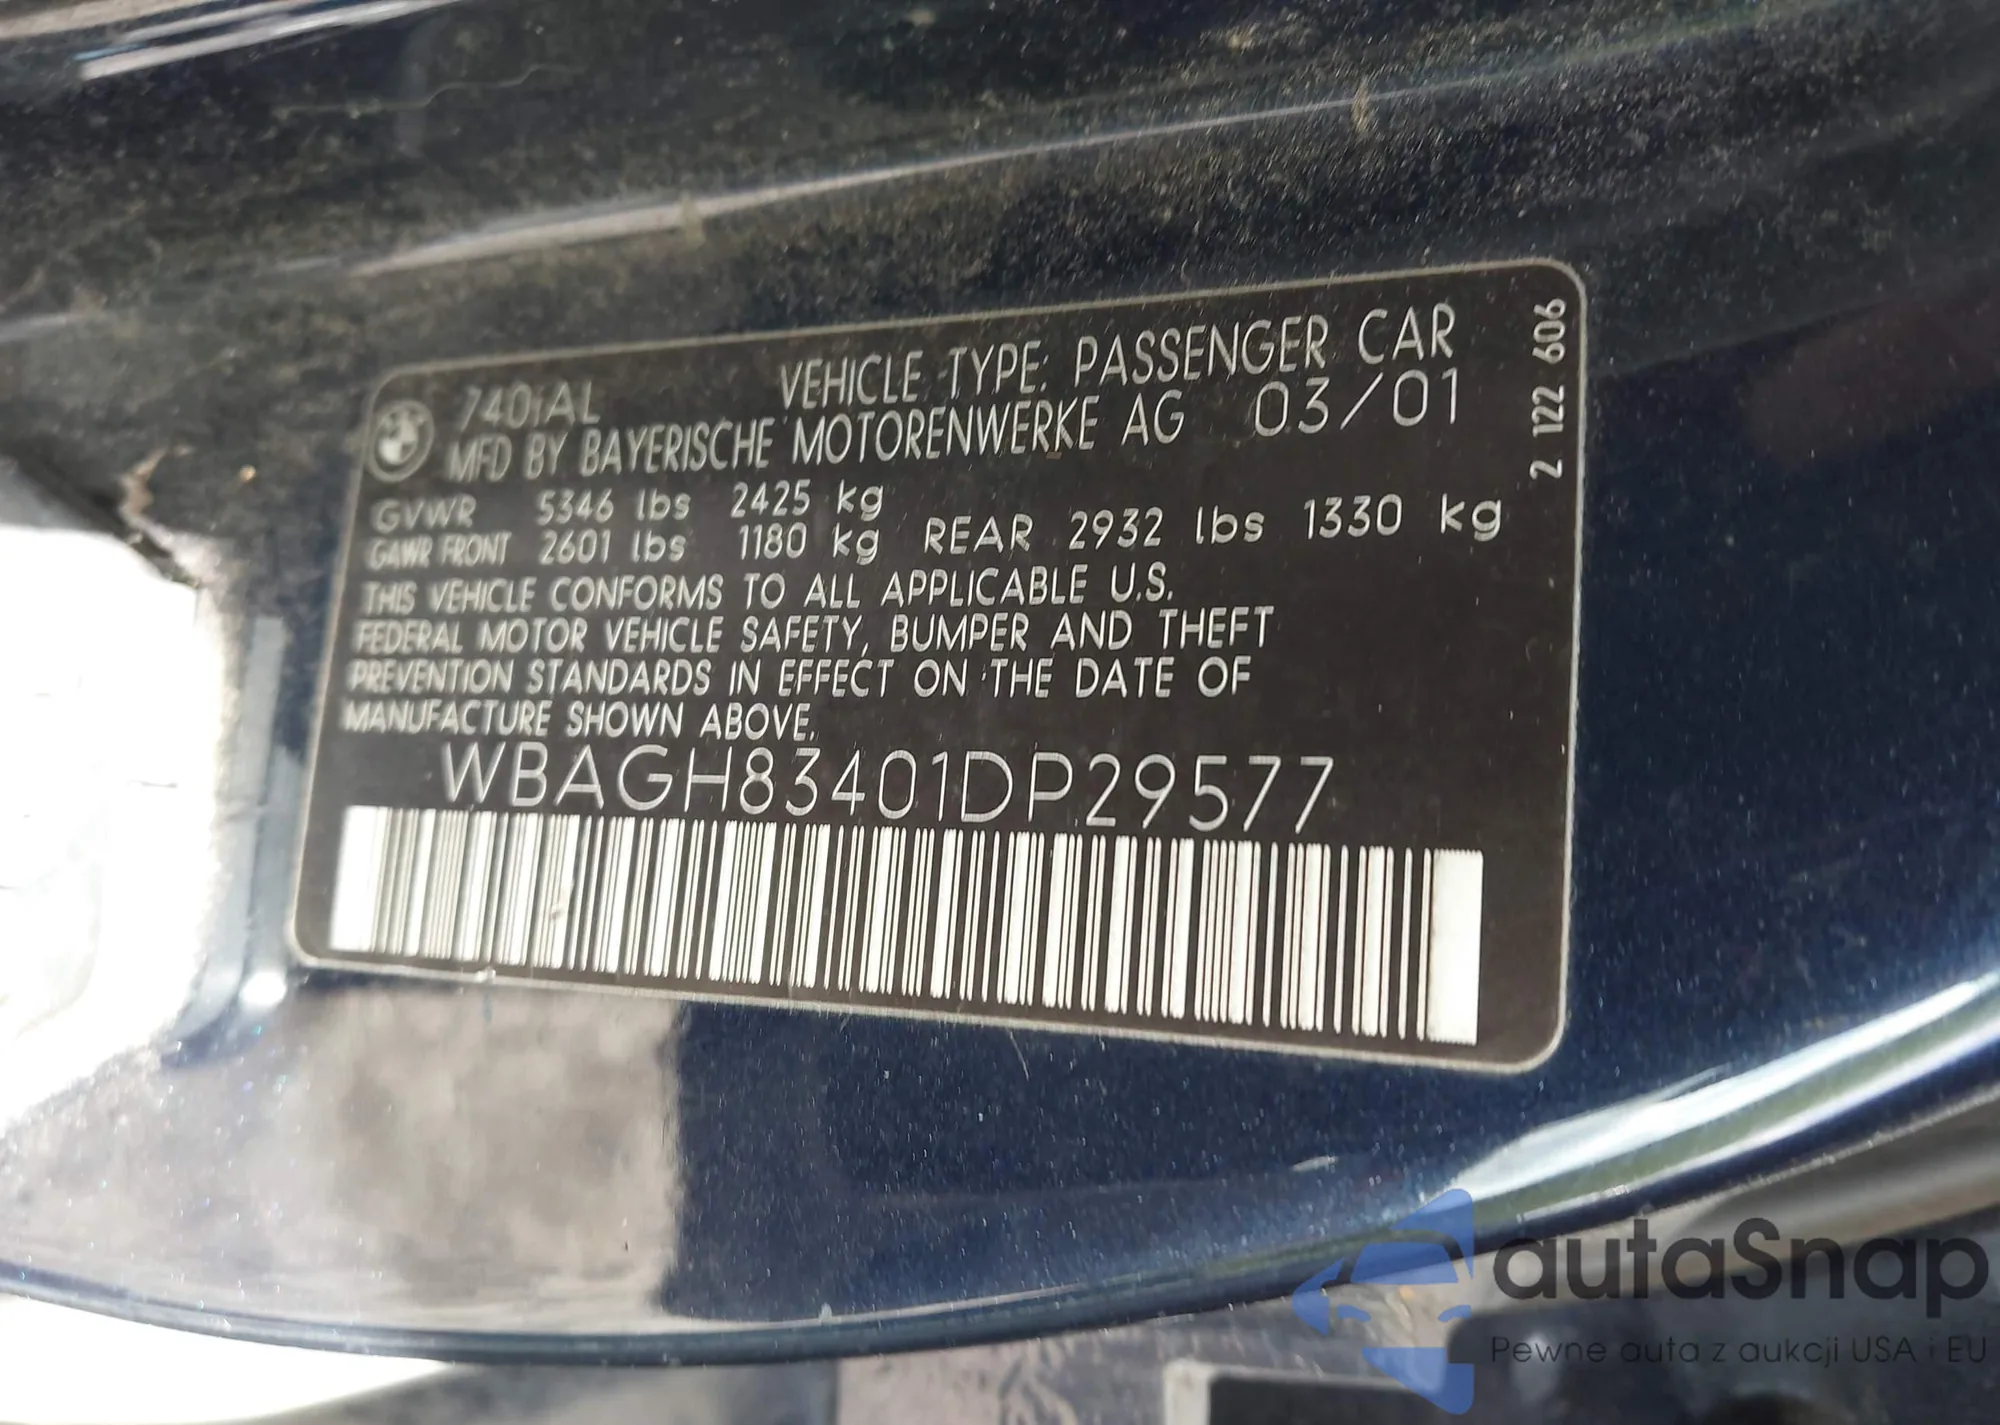 740iAL VEHICLE TYPE: PASSENGER CAR
MFD BY BAYERISCHE MOTORENWERKE AG 03/01
GVWR 5346 lbs 2425 kg
GAWR FRONT 2601 lbs 1180 kg REAR 2932 lbs 1330 kg
THIS VEHICLE CONFORMS TO ALL APPLICABLE U.S.
FEDERAL MOTOR VEHICLE SAFETY, BUMPER AND THEFT
PREVENTION STANDARDS IN EFFECT ON THE DATE OF
MANUFACTURE SHOWN ABOVE.
WBAGH83401DP29577
2 122 606
autaSnap
Pewne auta z aukcji USA i EU